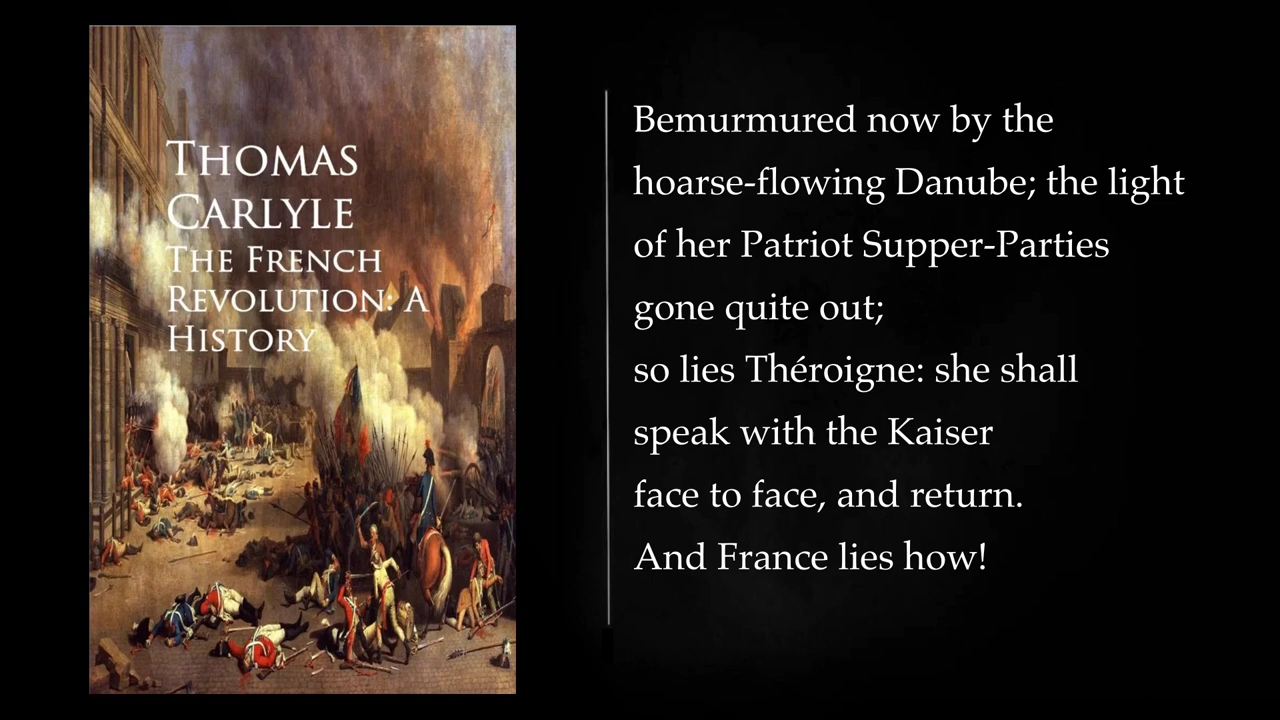 THOMAS
CARLYLE
THE FRENCH
REVOLUTION: A
HISTORY
Bemurmured now by the
hoarse-flowing Danube; the light
of her Patriot Supper-Parties
gone quite out;
so lies Théroigne: she shall
speak with the Kaiser
face to face, and return.
And France lies how!